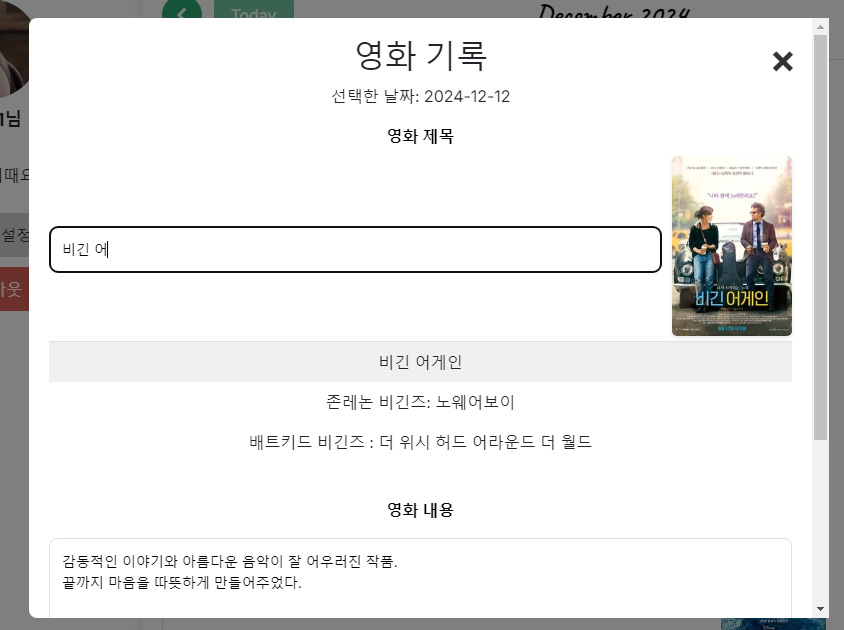 Today
December 2024
영화 기록
선택한 날짜: 2024-12-12
영화 제목
1님
때요
설정
비긴 어
비긴 어게인
비긴 어게인
존레논 비긴즈: 노웨어보이
배트키드 비긴즈 : 더 위시 허드 어라운드 더 월드
영화 내용
감동적인 이야기와 아름다운 음악이 잘 어우러진 작품.
끝까지 마음을 따뜻하게 만들어주었다.